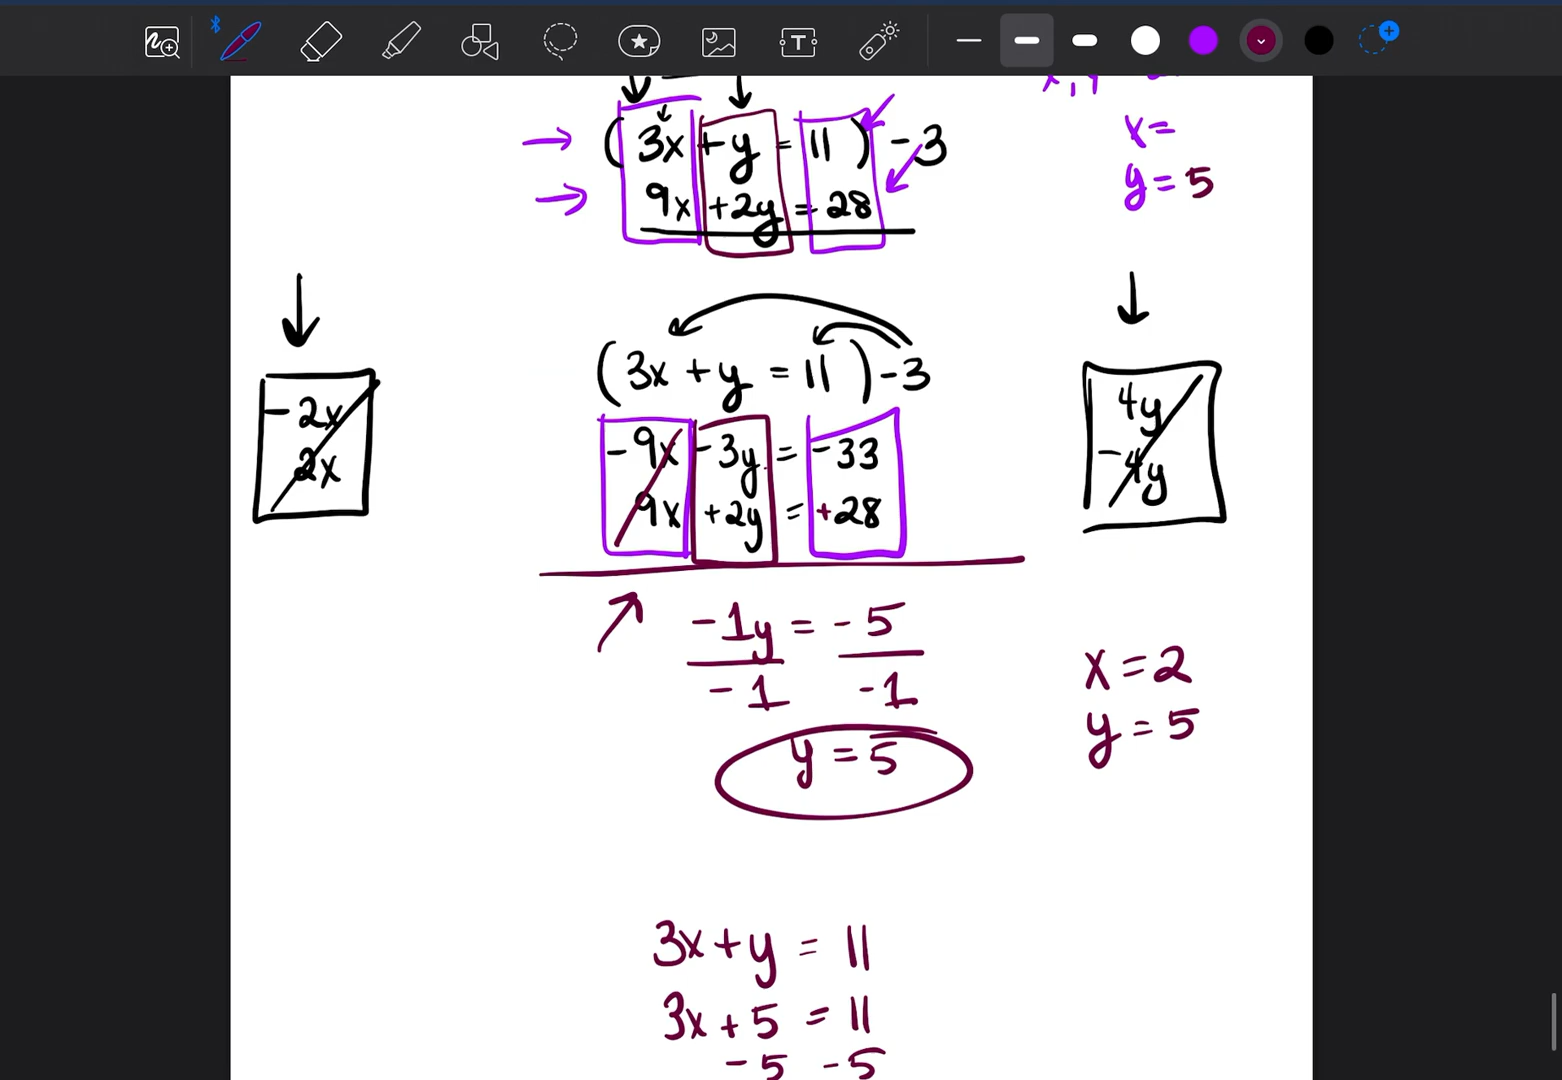 (3x + y = 11) -3
9x + 2y = 28
x =
y = 5
(3x + y = 11) -3
-9x - 3y = -33
9x + 2y = +28
-2x
2x
4y
-4y
-1y = -5
-1 -1
y = 5
x = 2
y = 5
3x + y = 11
3x + 5 = 11
-5 -5